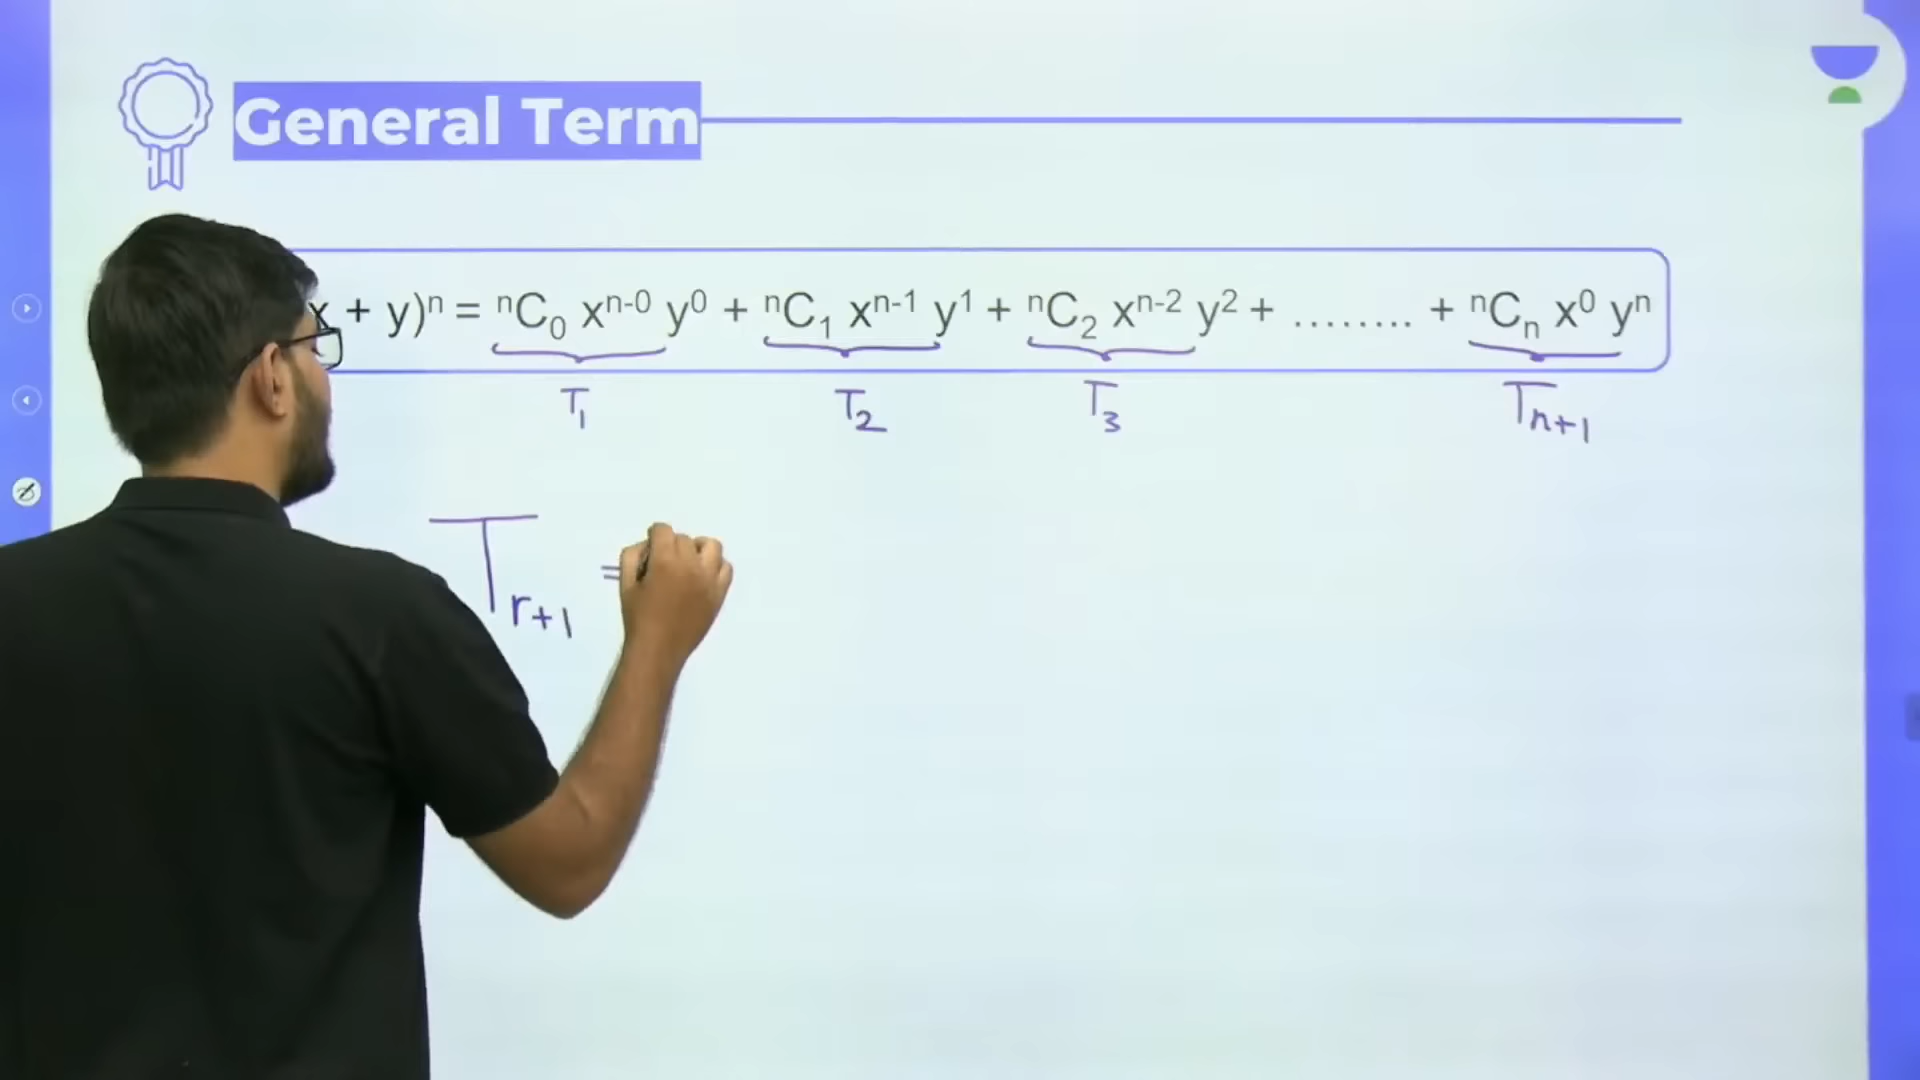 General Term
x + y)ⁿ = ⁿC₀ xⁿ⁻⁰ y⁰ + ⁿC₁ xⁿ⁻¹ y¹ + ⁿC₂ xⁿ⁻² y² + ........ + ⁿCₙ x⁰ yⁿ
T₁ T₂ T₃ Tₙ₊₁
Tᵣ₊₁ =